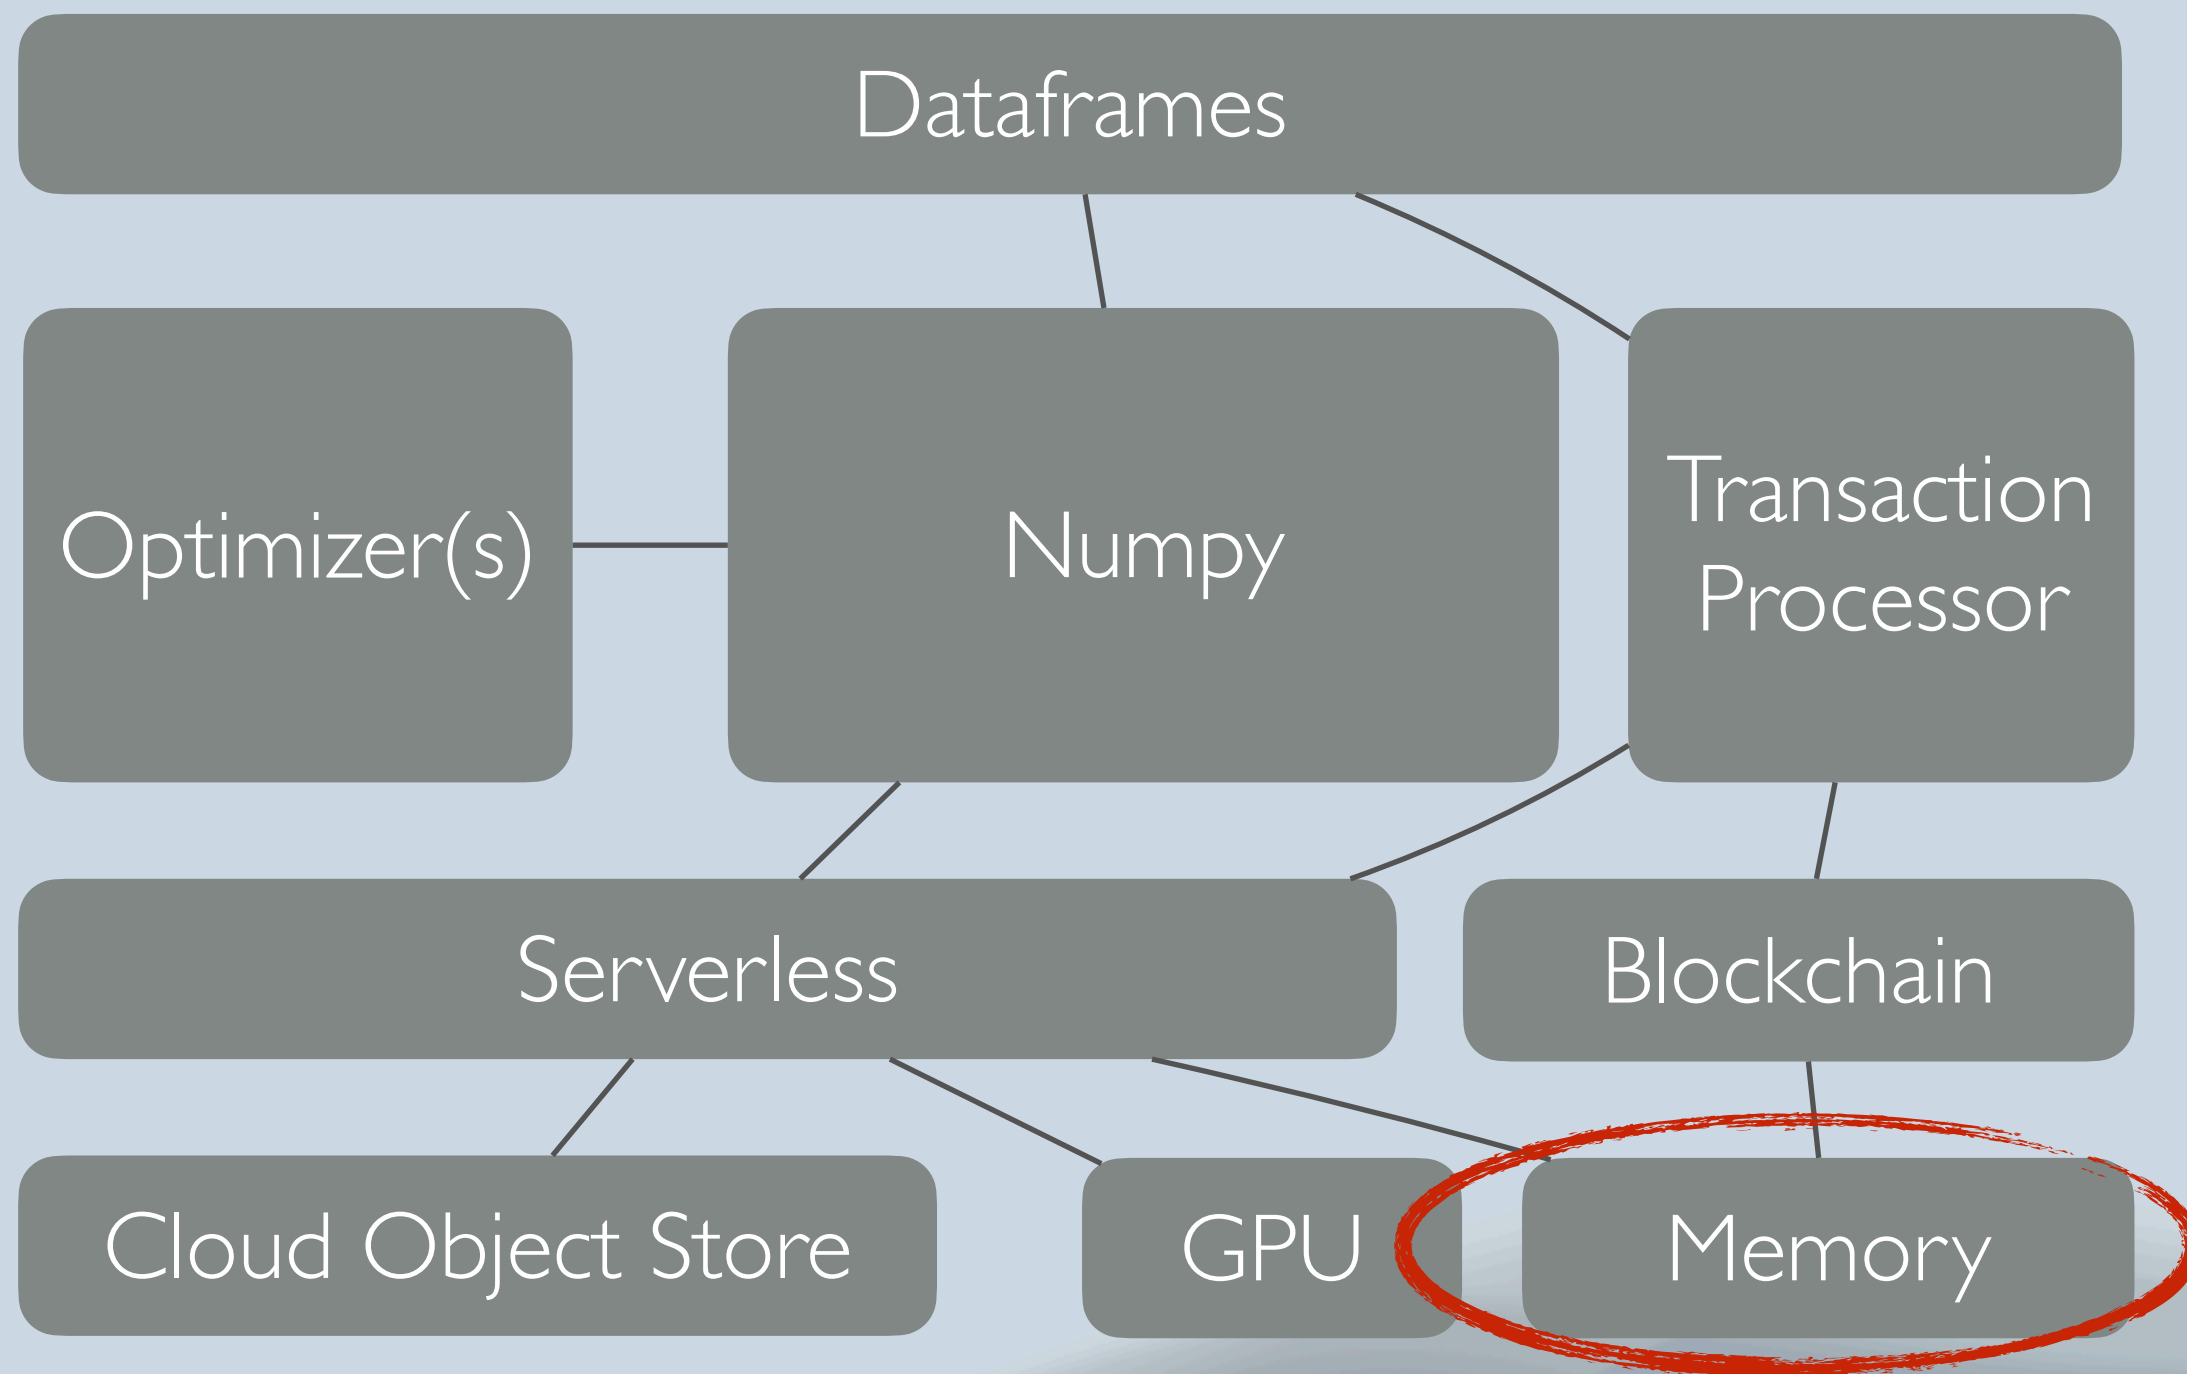 Dataframes
Optimizer(s)
Numpy
Transaction
Processor
Serverless
Blockchain
Cloud Object Store
GPU
Memory